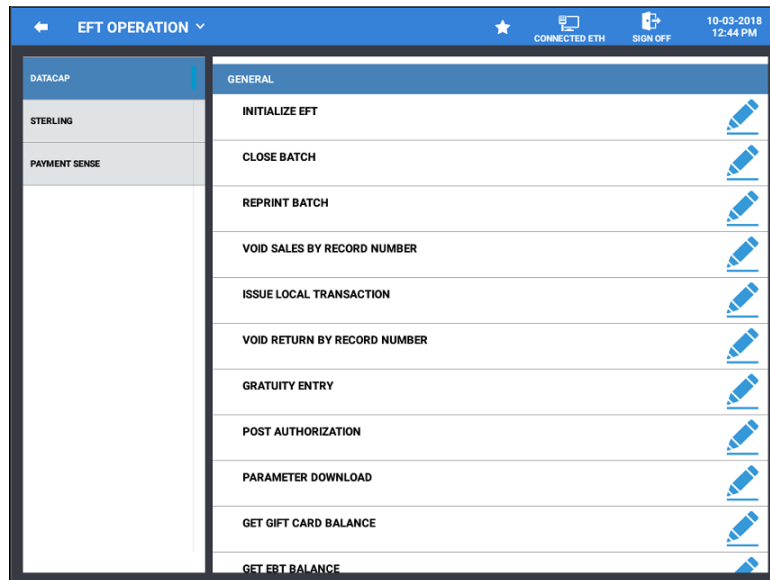 EFT OPERATION
CONNECTED ETH
SIGN OFF
10-03-2018
12:44 PM
DATACAP
STERLING
PAYMENT SENSE
GENERAL
INITIALIZE EFT
CLOSE BATCH
REPRINT BATCH
VOID SALES BY RECORD NUMBER
ISSUE LOCAL TRANSACTION
VOID RETURN BY RECORD NUMBER
GRATUITY ENTRY
POST AUTHORIZATION
PARAMETER DOWNLOAD
GET GIFT CARD BALANCE
GET EBT BALANCE